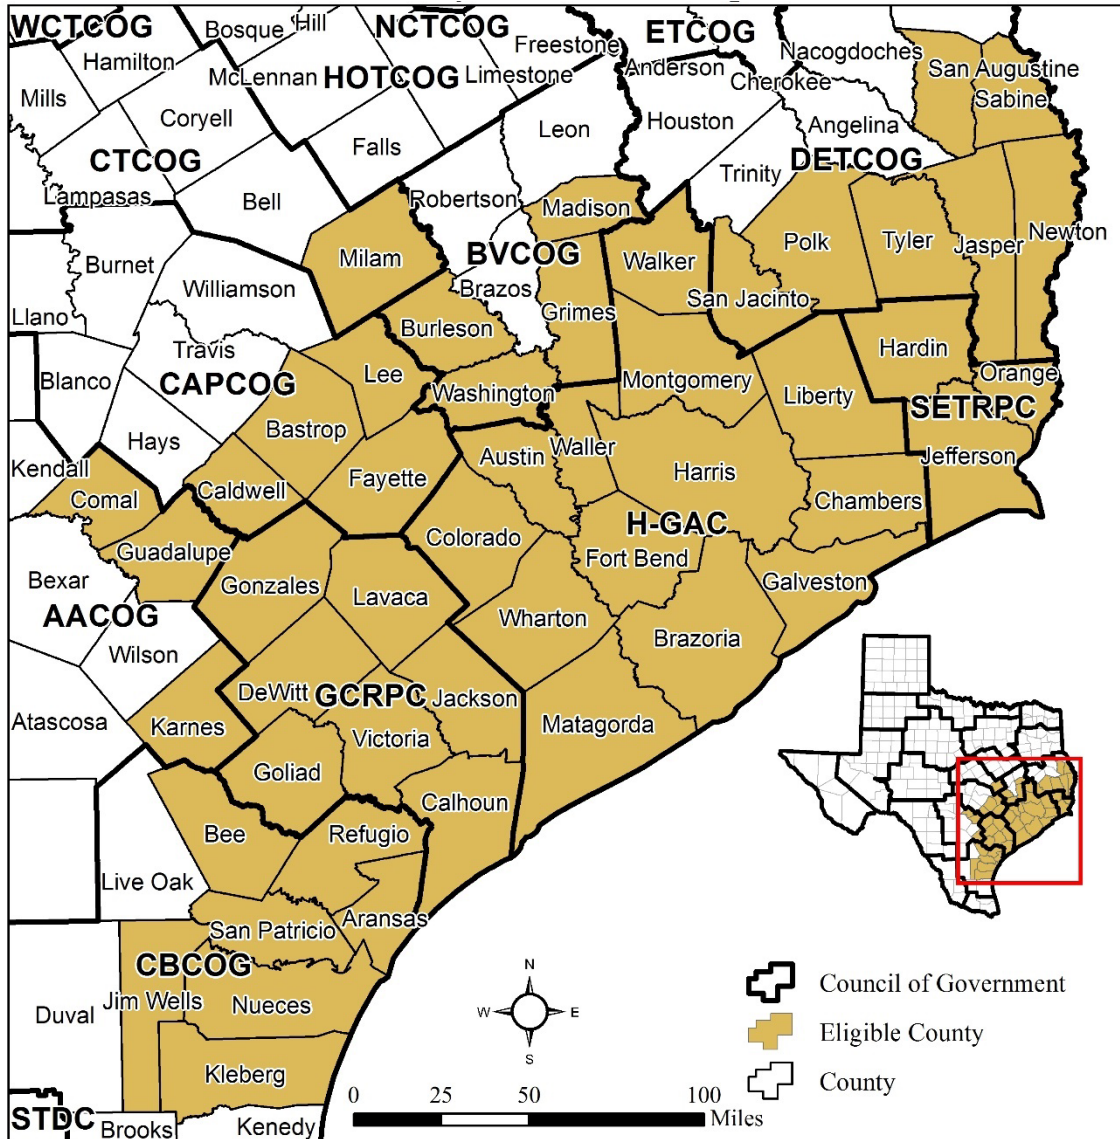 WCTCOG
Bosque
Hill
NCTCOG
Freestone
ETCOG
Nacogdoches
Hamilton
McLennan
HOTCOG
Limestone
Anderson
Cherokee
San Augustine
Mills
Coryell
Falls
Leon
Houston
Angelina
Sabine
CTCOG
Trinity
DETCOG
Lampasas
Bell
Robertson
Madison
Burnet
Milam
BVCOG
Walker
Polk
Tyler
Jasper
Newton
Williamson
Brazos
San Jacinto
Llano
Burleson
Grimes
Travis
Hardin
Blanco
CAPCOG
Lee
Washington
Montgomery
Liberty
Orange
Hays
Bastrop
SETRPC
Kendall
Comal
Caldwell
Fayette
Austin
Waller
Harris
Jefferson
Chambers
Guadalupe
Colorado
H-GAC
Bexar
Gonzales
Lavaca
Fort Bend
Galveston
AACOG
Wharton
Brazoria
Wilson
Atascosa
Karnes
DeWitt
GCRPC
Jackson
Matagorda
Victoria
Goliad
Calhoun
Bee
Refugio
Live Oak
Aransas
San Patricio
CBCOG
Jim Wells
Nueces
Duval
Kleberg
STDC
Brooks
Kenedy
N
W
E
S
0 25 50 100
Miles
Council of Government
Eligible County
County